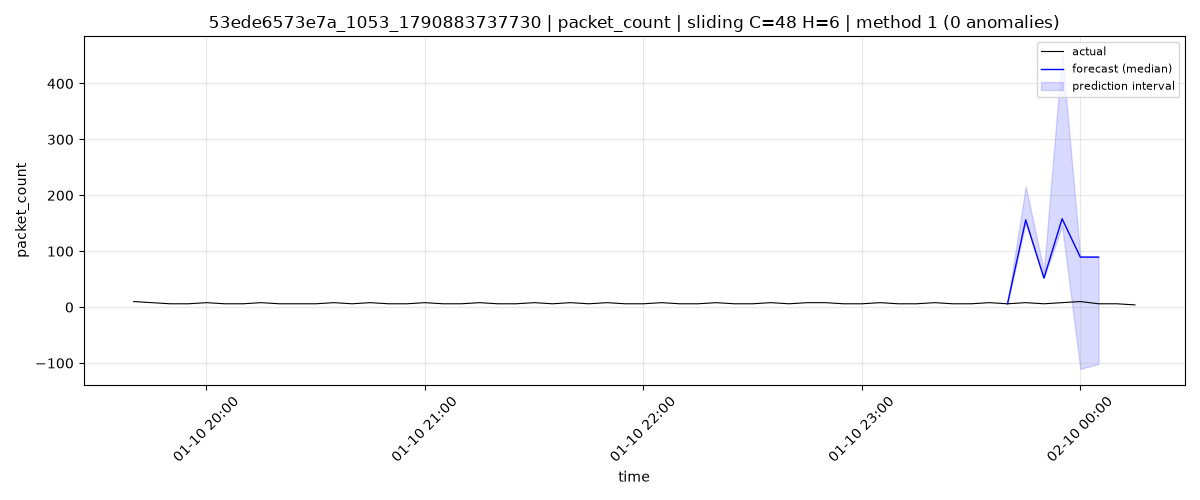 53ede6573e7a_1053_1790883737730 | packet_count | sliding C=48 H=6 | method 1 (0 anomalies)
actual
forecast (median)
prediction interval
packet_count
400
300
200
100
0
−100
01-10 20:00
01-10 21:00
01-10 22:00
01-10 23:00
02-10 00:00
time